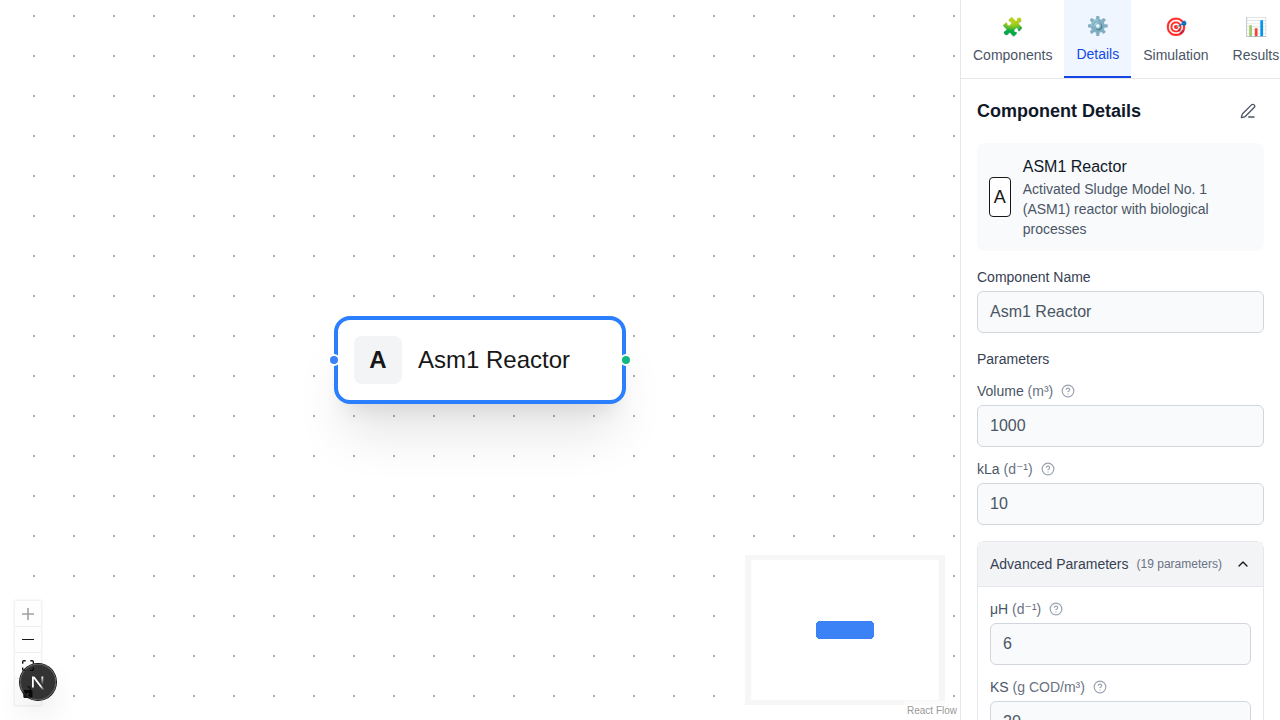 Components
Details
Simulation
Results
Component Details
A
ASM1 Reactor
Activated Sludge Model No. 1
(ASM1) reactor with biological
processes
Component Name
Asm1 Reactor
Parameters
Volume (m³)
1000
kLa (d⁻¹)
10
Advanced Parameters (19 parameters)
μH (d⁻¹)
6
KS (g COD/m³)
20
A Asm1 Reactor
N
React Flow